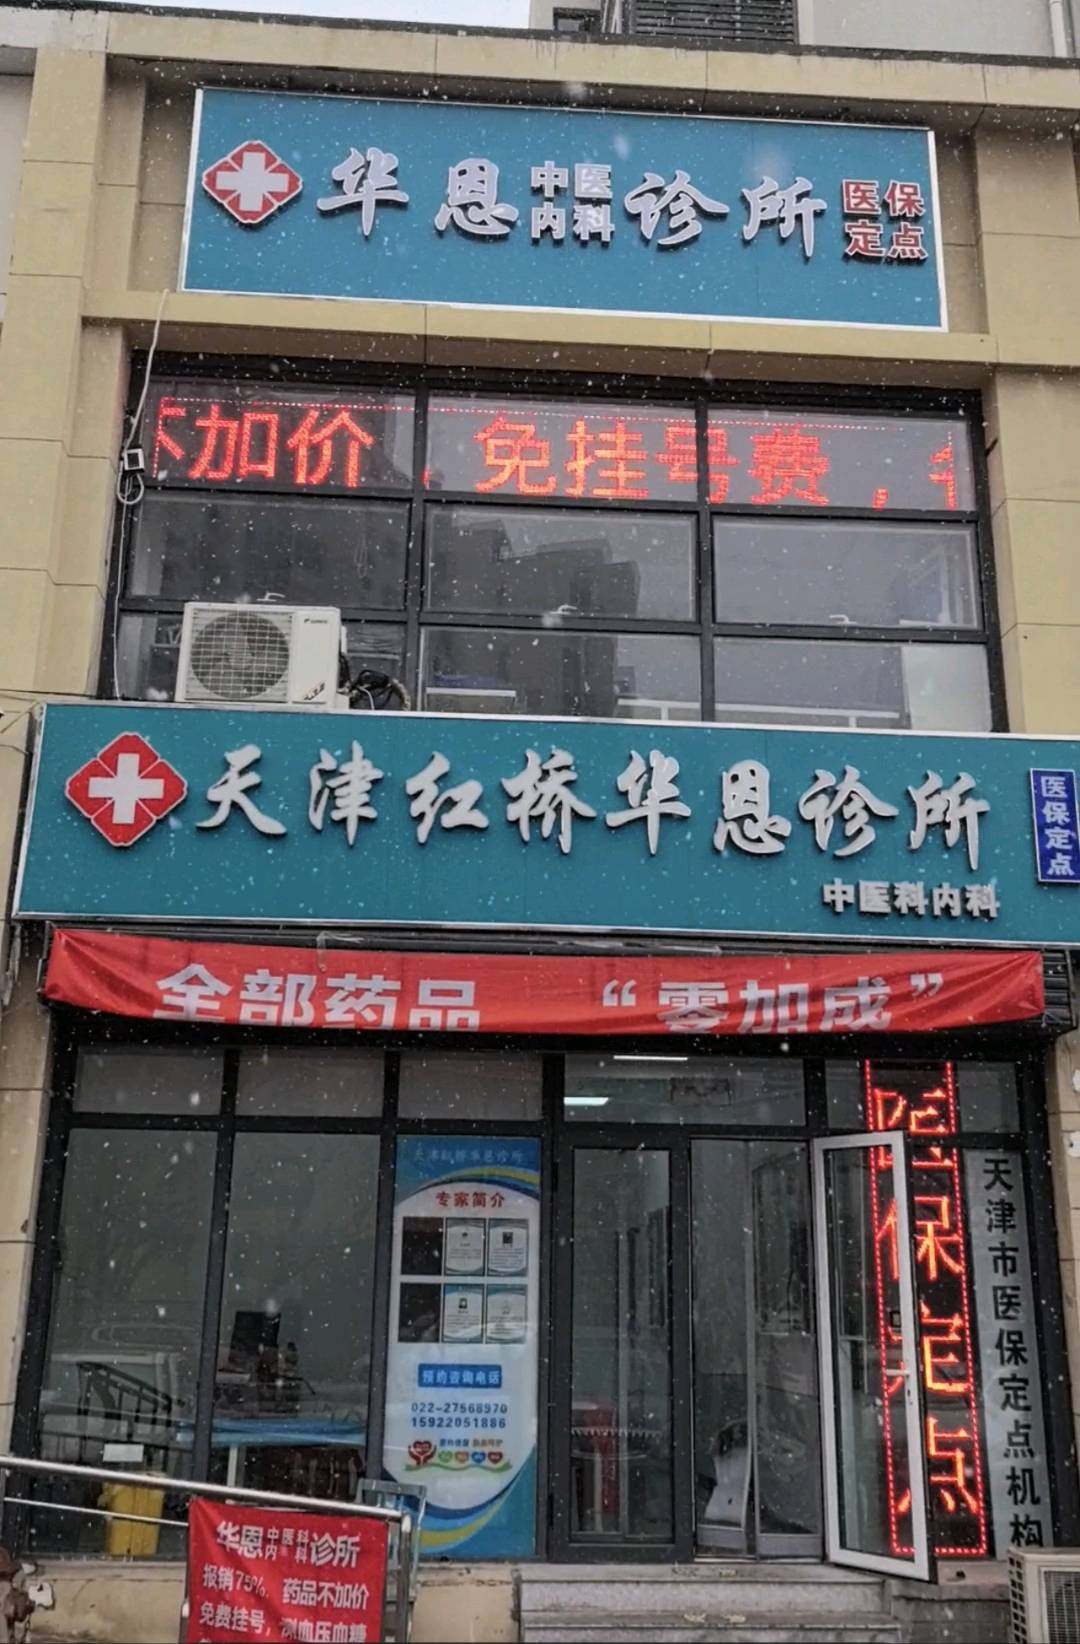 华恩中医内科诊所 医保定点
不加价，免挂号费，
天津红桥华恩诊所
中医科内科
医保定点
全部药品 “零加成”
天津红桥华恩诊所
专家简介
预约咨询电话
022-27568970
15922051886
医保定点
天津市医保定点机构
华恩中医科内科诊所
报销75%，药品不加价
免费挂号，测血压血糖